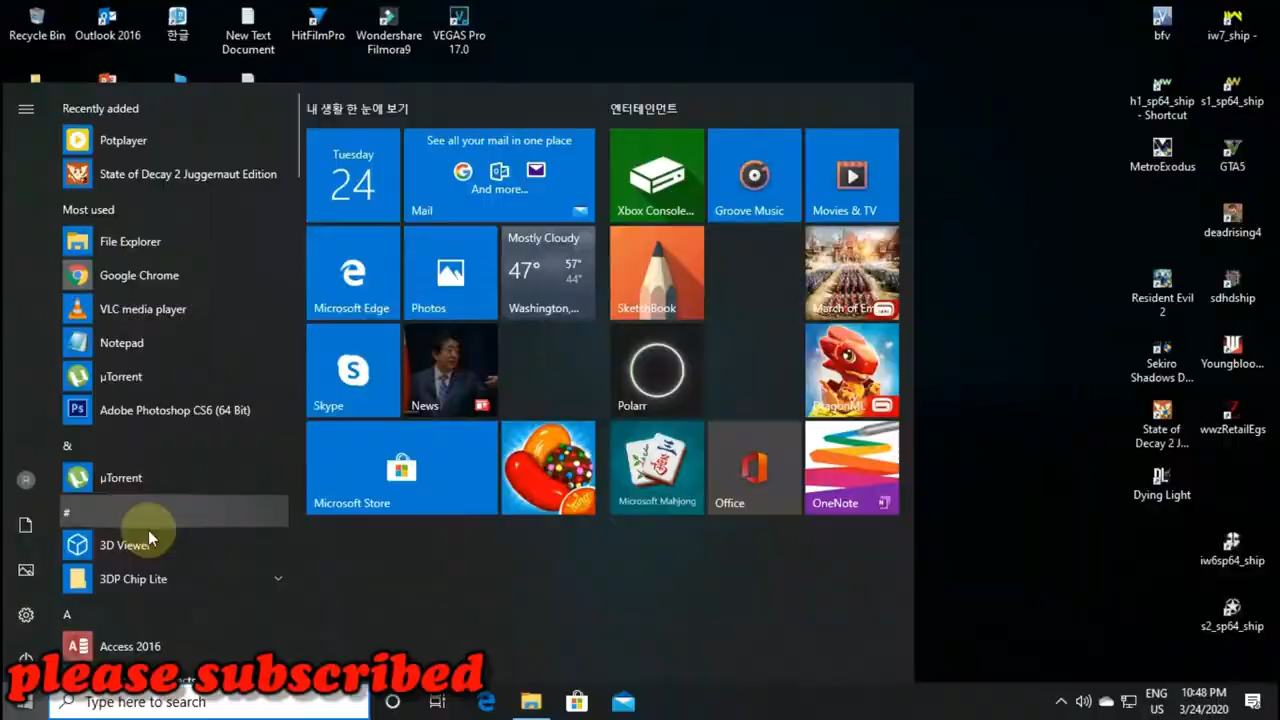 Recycle Bin
Outlook 2016
한글
New Text
Document
HitFilmPro
Wondershare
Filmora9
VEGAS Pro
17.0
bfv
iw7_ship -
h1_sp64_ship
- Shortcut
s1_sp64_ship
MetroExodus
GTA5
deadrising4
Resident Evil
2
sdhdship
Sekiro
Shadows D...
Youngbloo...
State of
Decay 2 J...
wwzRetailEgs
Dying Light
iw6sp64_ship
s2_sp64_ship
Recently added
Potplayer
State of Decay 2 Juggernaut Edition
Most used
File Explorer
Google Chrome
VLC media player
Notepad
µTorrent
Adobe Photoshop CS6 (64 Bit)
&
µTorrent
#
3D Viewer
3DP Chip Lite
A
Access 2016
내 생활 한 눈에 보기
Tuesday
24
See all your mail in one place
And more...
Mail
Microsoft Edge
Photos
Mostly Cloudy
47° 57°
44°
Washington,...
Skype
News
Microsoft Store
엔터테인먼트
Xbox Console...
Groove Music
Movies & TV
SketchBook
March of Em
Polarr
DragonML
Microsoft Mahjong
Office
OneNote
please subscribed
Type here to search
ENG
US
10:48 PM
3/24/2020